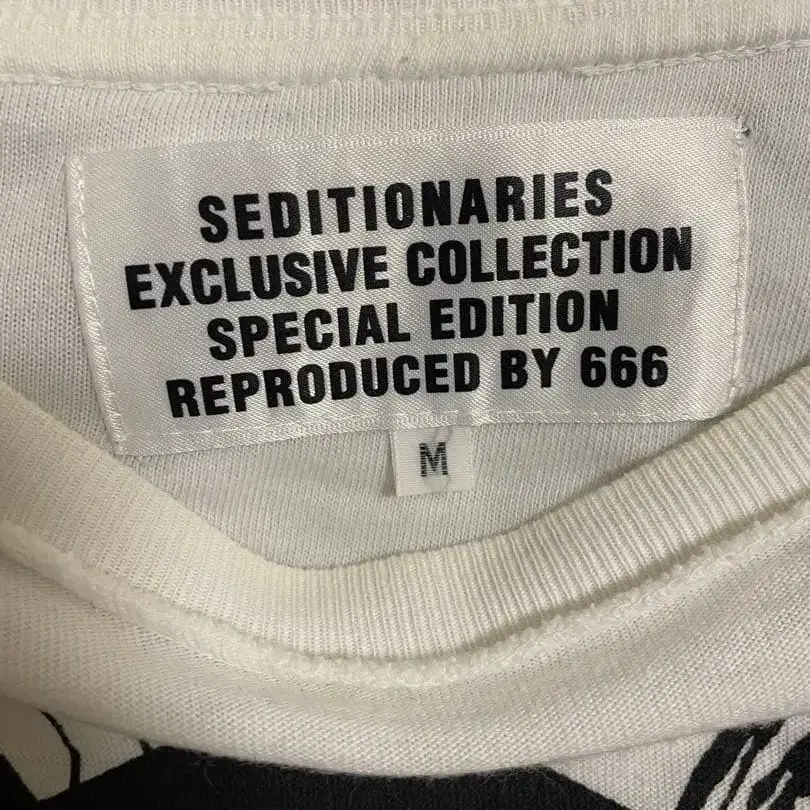 SEDITIONARIES
EXCLUSIVE COLLECTION
SPECIAL EDITION
REPRODUCED BY 666
M